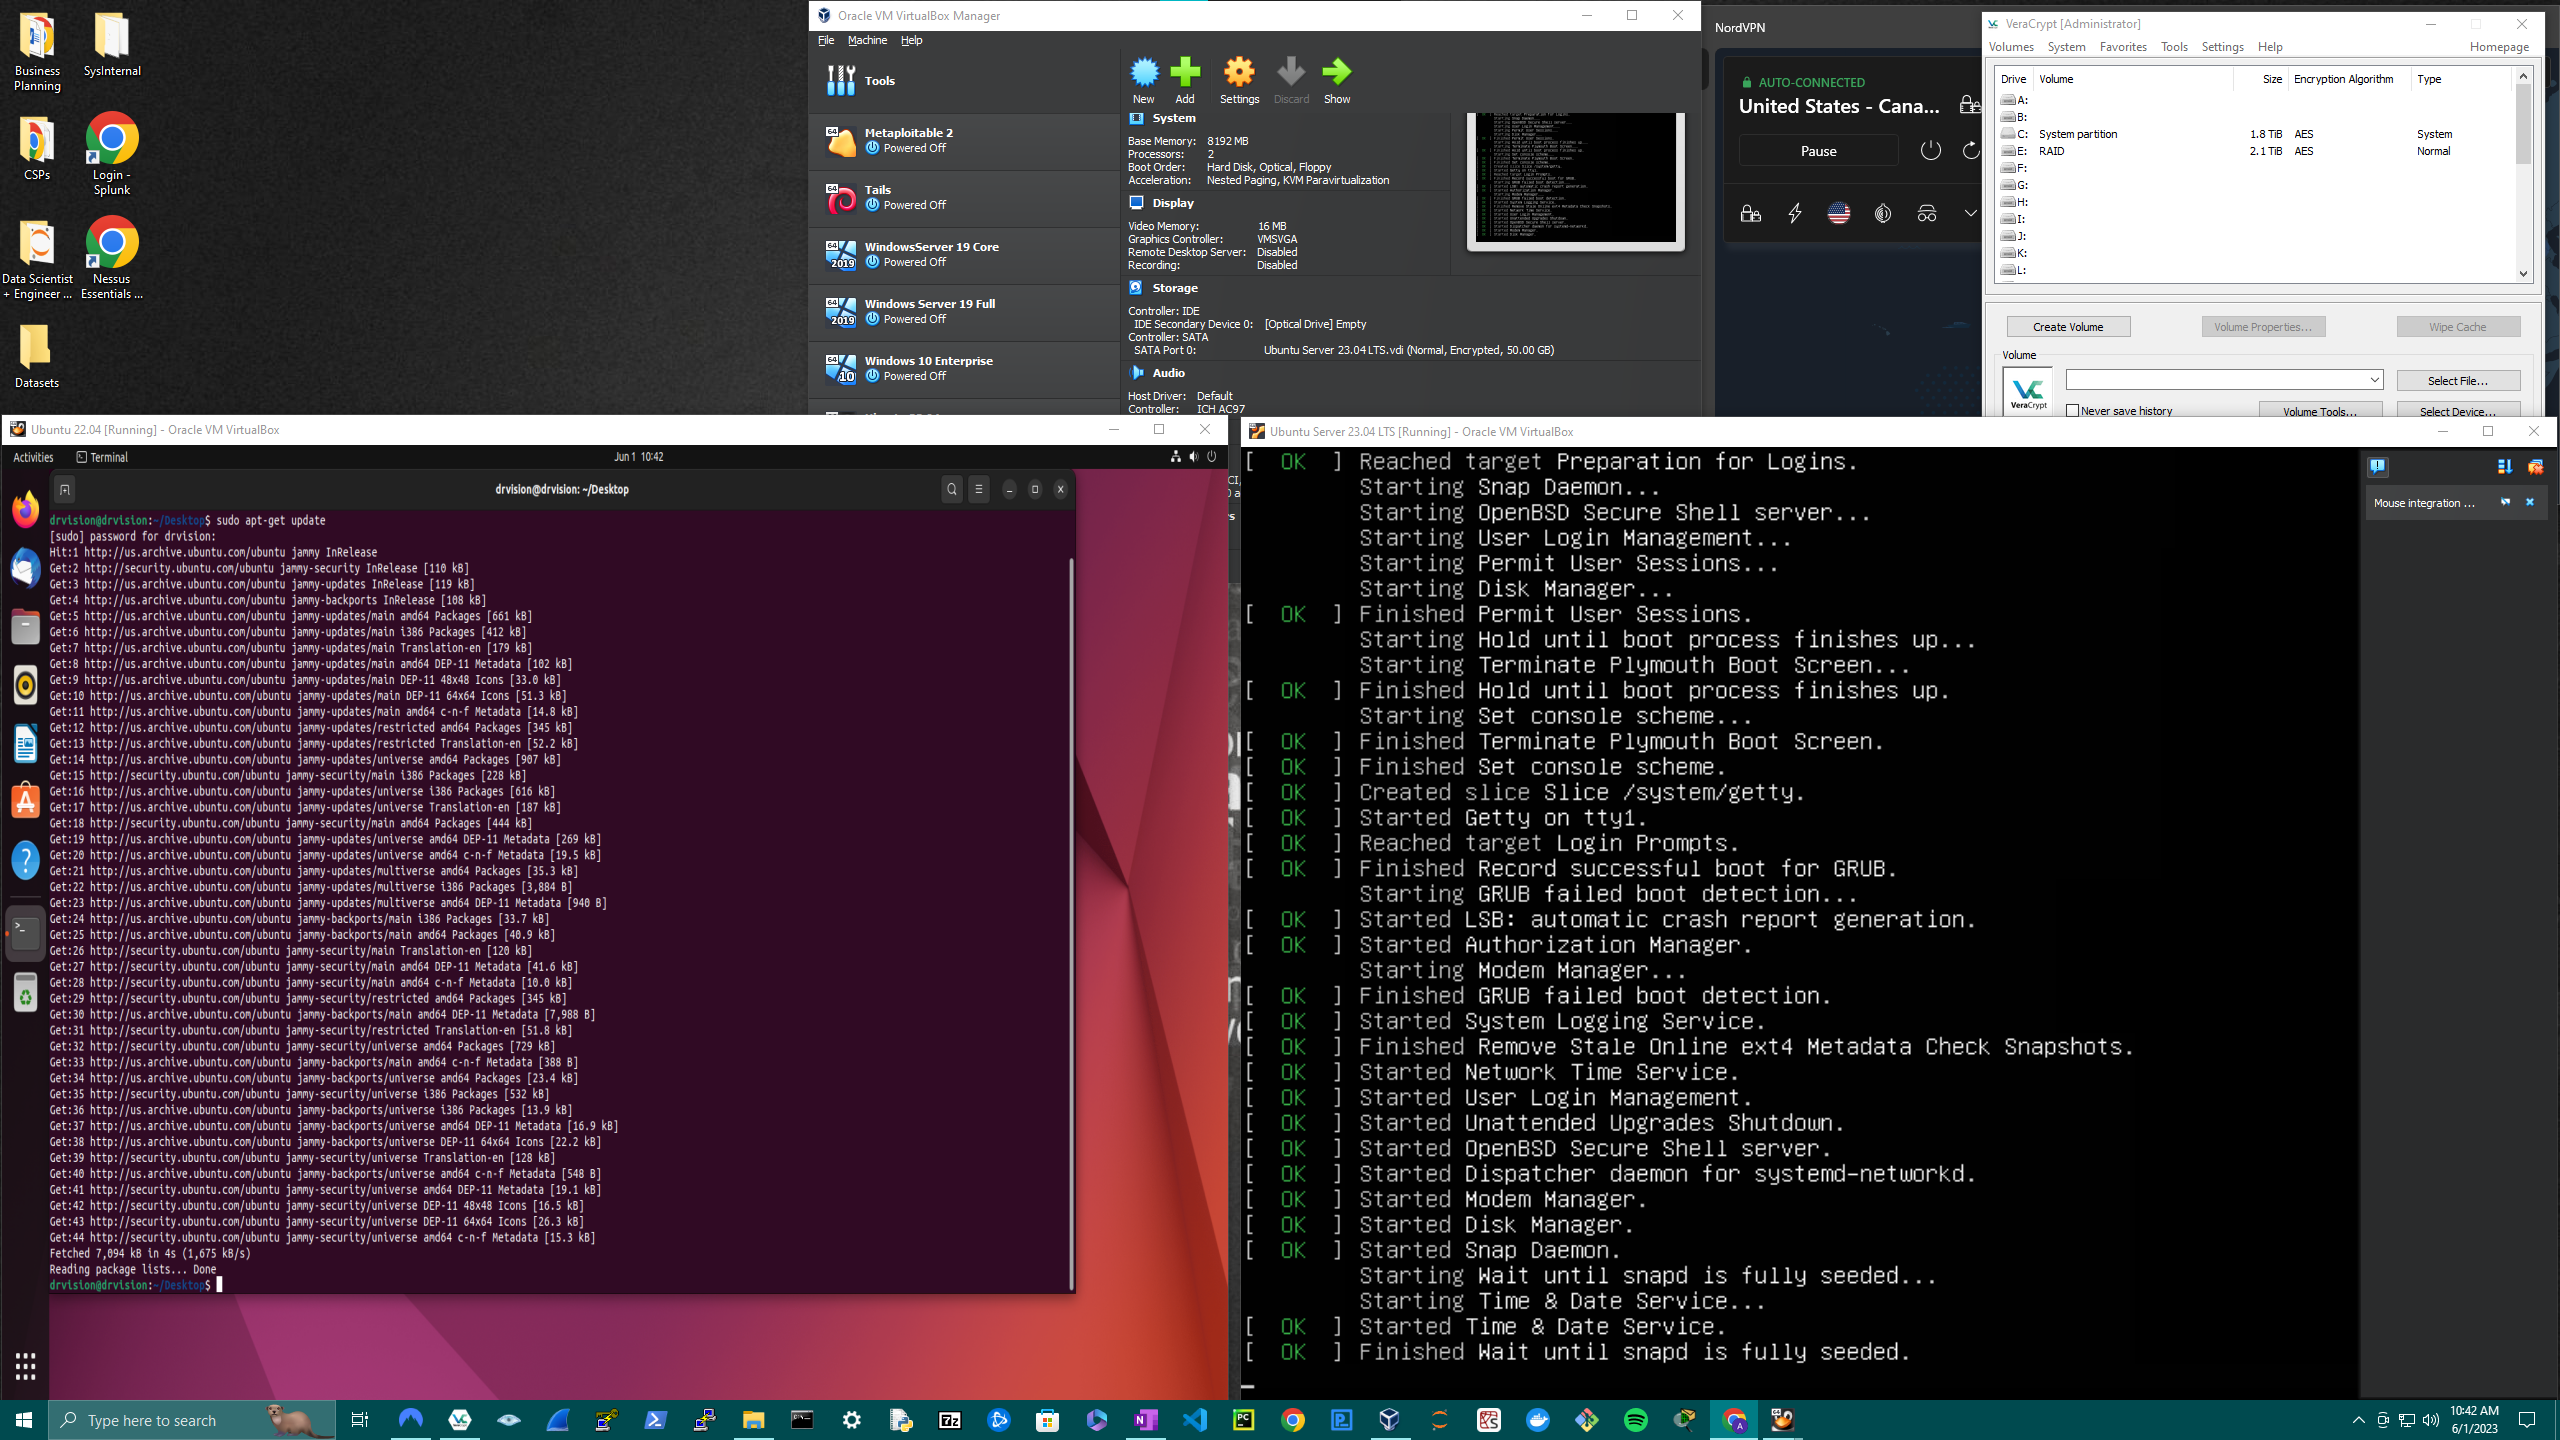 Business Planning
SysInternal
CSPs
Login - Splunk
Data Scientist + Engineer ...
Nessus Essentials ...
Datasets
Oracle VM VirtualBox Manager
File Machine Help
Tools
New Add Settings Discard Show
Metaploitable 2
Powered Off
Tails
Powered Off
WindowsServer 19 Core
Powered Off
Windows Server 19 Full
Powered Off
Windows 10 Enterprise
Powered Off
System
Base Memory: 8192 MB
Processors: 2
Boot Order: Hard Disk, Optical, Floppy
Acceleration: Nested Paging, KVM Paravirtualization
Display
Video Memory: 16 MB
Graphics Controller: VMSVGA
Remote Desktop Server: Disabled
Recording: Disabled
Storage
Controller: IDE
IDE Secondary Device 0: [Optical Drive] Empty
Controller: SATA
SATA Port 0: Ubuntu Server 23.04 LTS.vdi (Normal, Encrypted, 50.00 GB)
Audio
Host Driver: Default
Controller: ICH AC97
NordVPN
AUTO-CONNECTED
United States - Cana...
Pause
VeraCrypt [Administrator]
Volumes System Favorites Tools Settings Help Homepage
Drive Volume Size Encryption Algorithm Type
A:
B:
C: System partition 1.8 TiB AES System
E: RAID 2.1 TiB AES Normal
F:
G:
H:
I:
J:
K:
L:
Create Volume Volume Properties... Wipe Cache
Volume
VeraCrypt
Select File...
Never save history Volume Tools... Select Device...
Ubuntu 22.04 [Running] - Oracle VM VirtualBox
Activities Terminal Jun 1 10:42
drvision@drvision: ~/Desktop
drvision@drvision:~/Desktop$ sudo apt-get update
[sudo] password for drvision:
Hit:1 http://us.archive.ubuntu.com/ubuntu jammy InRelease
Get:2 http://security.ubuntu.com/ubuntu jammy-security InRelease [110 kB]
Get:3 http://us.archive.ubuntu.com/ubuntu jammy-updates InRelease [119 kB]
Get:4 http://us.archive.ubuntu.com/ubuntu jammy-backports InRelease [108 kB]
Get:5 http://us.archive.ubuntu.com/ubuntu jammy-updates/main amd64 Packages [661 kB]
Get:6 http://us.archive.ubuntu.com/ubuntu jammy-updates/main i386 Packages [412 kB]
Get:7 http://us.archive.ubuntu.com/ubuntu jammy-updates/main Translation-en [179 kB]
Get:8 http://us.archive.ubuntu.com/ubuntu jammy-updates/main amd64 DEP-11 Metadata [102 kB]
Get:9 http://us.archive.ubuntu.com/ubuntu jammy-updates/main DEP-11 48x48 Icons [33.0 kB]
Get:10 http://us.archive.ubuntu.com/ubuntu jammy-updates/main DEP-11 64x64 Icons [51.3 kB]
Get:11 http://us.archive.ubuntu.com/ubuntu jammy-updates/main amd64 c-n-f Metadata [14.8 kB]
Get:12 http://us.archive.ubuntu.com/ubuntu jammy-updates/restricted amd64 Packages [345 kB]
Get:13 http://us.archive.ubuntu.com/ubuntu jammy-updates/restricted Translation-en [52.2 kB]
Get:14 http://us.archive.ubuntu.com/ubuntu jammy-updates/universe amd64 Packages [907 kB]
Get:15 http://security.ubuntu.com/ubuntu jammy-security/main i386 Packages [228 kB]
Get:16 http://us.archive.ubuntu.com/ubuntu jammy-updates/universe i386 Packages [616 kB]
Get:17 http://us.archive.ubuntu.com/ubuntu jammy-updates/universe Translation-en [187 kB]
Get:18 http://security.ubuntu.com/ubuntu jammy-security/main amd64 Packages [444 kB]
Get:19 http://us.archive.ubuntu.com/ubuntu jammy-updates/universe amd64 DEP-11 Metadata [269 kB]
Get:20 http://us.archive.ubuntu.com/ubuntu jammy-updates/universe amd64 c-n-f Metadata [19.5 kB]
Get:21 http://us.archive.ubuntu.com/ubuntu jammy-updates/multiverse amd64 Packages [35.3 kB]
Get:22 http://us.archive.ubuntu.com/ubuntu jammy-updates/multiverse i386 Packages [3,884 B]
Get:23 http://us.archive.ubuntu.com/ubuntu jammy-updates/multiverse amd64 DEP-11 Metadata [940 B]
Get:24 http://us.archive.ubuntu.com/ubuntu jammy-backports/main i386 Packages [33.7 kB]
Get:25 http://us.archive.ubuntu.com/ubuntu jammy-backports/main amd64 Packages [40.9 kB]
Get:26 http://security.ubuntu.com/ubuntu jammy-security/main Translation-en [120 kB]
Get:27 http://security.ubuntu.com/ubuntu jammy-security/main amd64 DEP-11 Metadata [41.6 kB]
Get:28 http://security.ubuntu.com/ubuntu jammy-security/main amd64 c-n-f Metadata [10.0 kB]
Get:29 http://security.ubuntu.com/ubuntu jammy-security/restricted amd64 Packages [345 kB]
Get:30 http://us.archive.ubuntu.com/ubuntu jammy-backports/main amd64 DEP-11 Metadata [7,988 B]
Get:31 http://security.ubuntu.com/ubuntu jammy-security/restricted Translation-en [51.8 kB]
Get:32 http://security.ubuntu.com/ubuntu jammy-security/universe amd64 Packages [729 kB]
Get:33 http://us.archive.ubuntu.com/ubuntu jammy-backports/main amd64 c-n-f Metadata [388 B]
Get:34 http://us.archive.ubuntu.com/ubuntu jammy-backports/universe amd64 Packages [23.4 kB]
Get:35 http://security.ubuntu.com/ubuntu jammy-security/universe i386 Packages [532 kB]
Get:36 http://us.archive.ubuntu.com/ubuntu jammy-backports/universe i386 Packages [13.9 kB]
Get:37 http://us.archive.ubuntu.com/ubuntu jammy-backports/universe amd64 DEP-11 Metadata [16.9 kB]
Get:38 http://us.archive.ubuntu.com/ubuntu jammy-backports/universe DEP-11 64x64 Icons [22.2 kB]
Get:39 http://security.ubuntu.com/ubuntu jammy-security/universe Translation-en [128 kB]
Get:40 http://us.archive.ubuntu.com/ubuntu jammy-backports/universe amd64 c-n-f Metadata [548 B]
Get:41 http://security.ubuntu.com/ubuntu jammy-security/universe amd64 DEP-11 Metadata [19.1 kB]
Get:42 http://security.ubuntu.com/ubuntu jammy-security/universe DEP-11 48x48 Icons [16.5 kB]
Get:43 http://security.ubuntu.com/ubuntu jammy-security/universe DEP-11 64x64 Icons [26.3 kB]
Get:44 http://security.ubuntu.com/ubuntu jammy-security/universe amd64 c-n-f Metadata [15.3 kB]
Fetched 7,094 kB in 4s (1,675 kB/s)
Reading package lists... Done
drvision@drvision:~/Desktop$
Ubuntu Server 23.04 LTS [Running] - Oracle VM VirtualBox
[ OK ] Reached target Preparation for Logins.
Starting Snap Daemon...
Starting OpenBSD Secure Shell server...
Starting User Login Management...
Starting Permit User Sessions...
Starting Disk Manager...
[ OK ] Finished Permit User Sessions.
Starting Hold until boot process finishes up...
Starting Terminate Plymouth Boot Screen...
[ OK ] Finished Hold until boot process finishes up.
Starting Set console scheme...
[ OK ] Finished Terminate Plymouth Boot Screen.
[ OK ] Finished Set console scheme.
[ OK ] Created slice Slice /system/getty.
[ OK ] Started Getty on tty1.
[ OK ] Reached target Login Prompts.
[ OK ] Finished Record successful boot for GRUB.
Starting GRUB failed boot detection...
[ OK ] Started LSB: automatic crash report generation.
[ OK ] Started Authorization Manager.
Starting Modem Manager...
[ OK ] Finished GRUB failed boot detection.
[ OK ] Started System Logging Service.
[ OK ] Finished Remove Stale Online ext4 Metadata Check Snapshots.
[ OK ] Started Network Time Service.
[ OK ] Started User Login Management.
[ OK ] Started Unattended Upgrades Shutdown.
[ OK ] Started OpenBSD Secure Shell server.
[ OK ] Started Dispatcher daemon for systemd-networkd.
[ OK ] Started Modem Manager.
[ OK ] Started Disk Manager.
[ OK ] Started Snap Daemon.
Starting Wait until snapd is fully seeded...
Starting Time & Date Service...
[ OK ] Started Time & Date Service.
[ OK ] Finished Wait until snapd is fully seeded.
Mouse integration ...
Type here to search
10:42 AM
6/1/2023